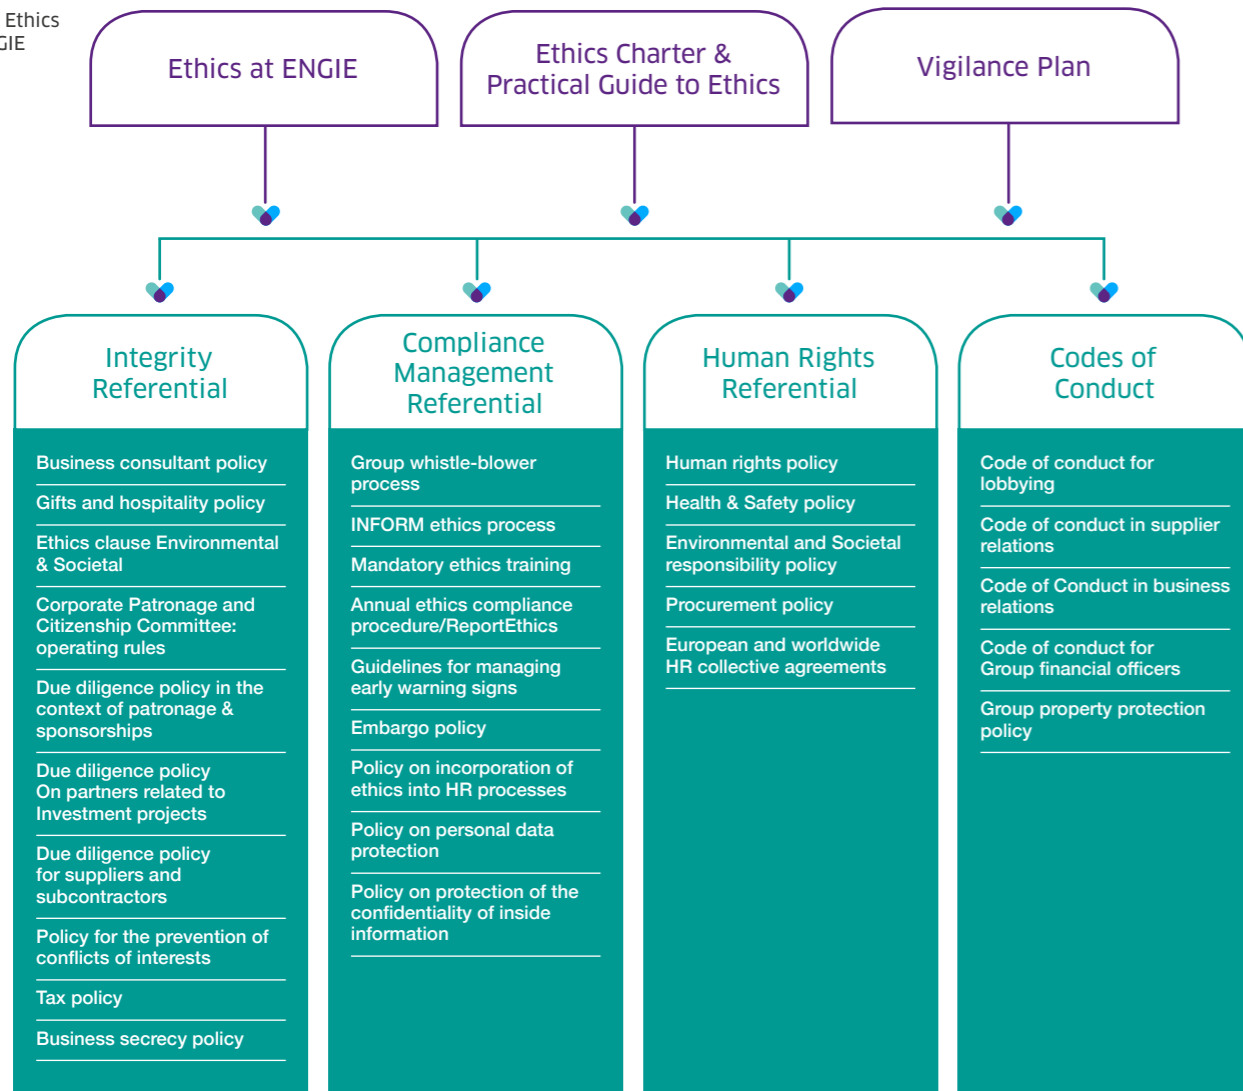 Ethics
GIE
Ethics at ENGIE
Ethics Charter &
Practical Guide to Ethics
Vigilance Plan
Integrity
Referential
Business consultant policy
Gifts and hospitality policy
Ethics clause Environmental
& Societal
Corporate Patronage and
Citizenship Committee:
operating rules
Due diligence policy in the
context of patronage &
sponsorships
Due diligence policy
On partners related to
Investment projects
Due diligence policy
for suppliers and
subcontractors
Policy for the prevention of
conflicts of interests
Tax policy
Business secrecy policy
Compliance
Management
Referential
Group whistle-blower
process
INFORM ethics process
Mandatory ethics training
Annual ethics compliance
procedure/ReportEthics
Guidelines for managing
early warning signs
Embargo policy
Policy on incorporation of
ethics into HR processes
Policy on personal data
protection
Policy on protection of the
confidentiality of inside
information
Human Rights
Referential
Human rights policy
Health & Safety policy
Environmental and Societal
responsibility policy
Procurement policy
European and worldwide
HR collective agreements
Codes of
Conduct
Code of conduct for
lobbying
Code of conduct in supplier
relations
Code of Conduct in business
relations
Code of conduct for
Group financial officers
Group property protection
policy